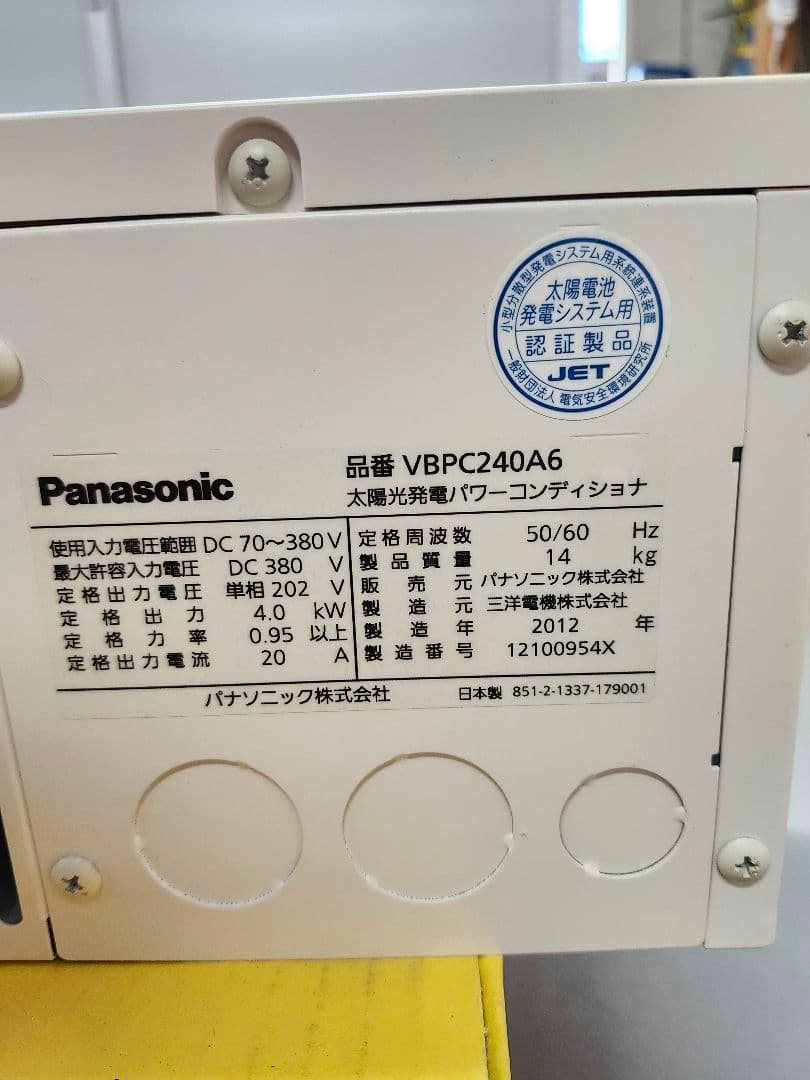 小型分散型発電システム用系統連系装置
太陽電池
発電システム用
認証製品
JET
一般財団法人 電気安全環境研究所
Panasonic
品番 VBPC240A6
太陽光発電パワーコンディショナ
使用入力電圧範囲 DC 70～380 V
最大許容入力電圧 DC 380 V
定格出力電圧 単相 202 V
定格出力 4.0 kW
定格力率 0.95 以上
定格出力電流 20 A
定格周波数 50/60 Hz
製品質量 14 kg
販売元 パナソニック株式会社
製造元 三洋電機株式会社
製造年 2012 年
製造番号 12100954X
パナソニック株式会社 日本製 851-2-1337-179001